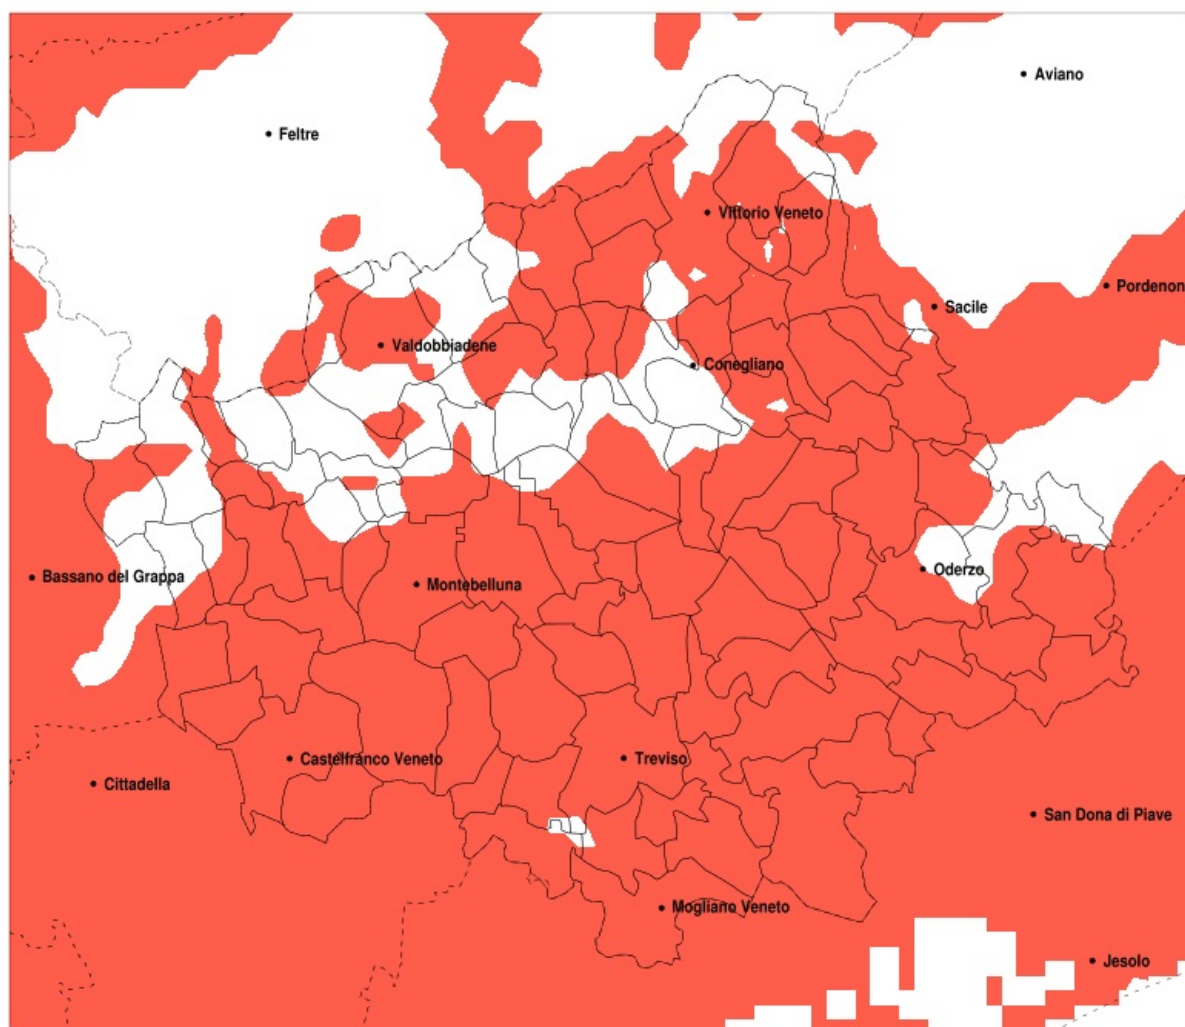 Aviano
Feltre
Vittorio Veneto
Pordenon
Sacile
Valdobbiadene
Conegliano
Oderzo
Bassano del Grappa
Montebelluna
Castelfranco Veneto
Treviso
Cittadella
San Dona di Piave
Mogliano Veneto
Jesolo